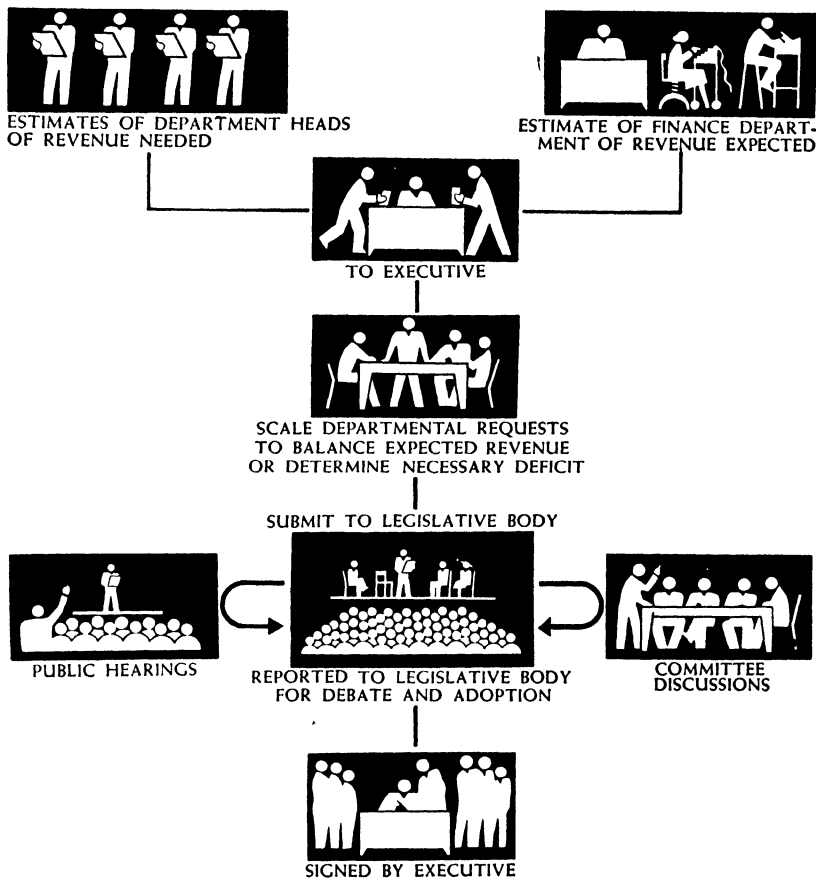 ESTIMATES OF DEPARTMENT HEADS
OF REVENUE NEEDED
ESTIMATE OF FINANCE DEPART-
MENT OF REVENUE EXPECTED
TO EXECUTIVE
SCALE DEPARTMENTAL REQUESTS
TO BALANCE EXPECTED REVENUE
OR DETERMINE NECESSARY DEFICIT
SUBMIT TO LEGISLATIVE BODY
PUBLIC HEARINGS
REPORTED TO LEGISLATIVE BODY
FOR DEBATE AND ADOPTION
COMMITTEE
DISCUSSIONS
SIGNED BY EXECUTIVE